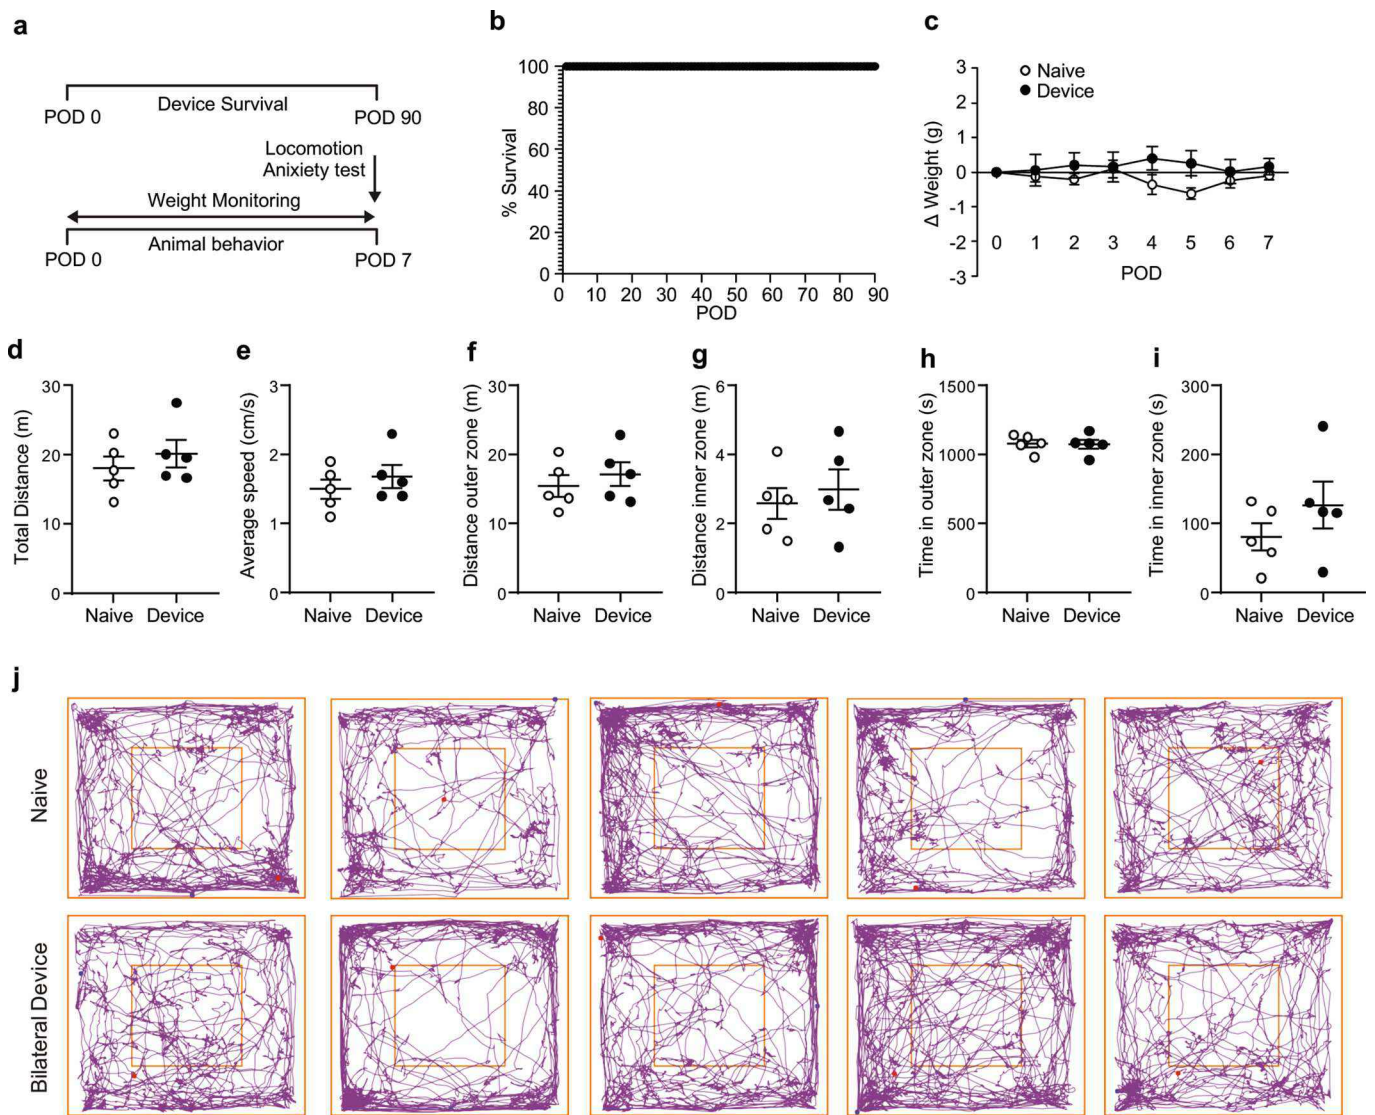 a
Device Survival
POD 0
POD 90
Locomotion
Anixiety test
Weight Monitoring
Animal behavior
POD 0
POD 7
b
% Survival
100
80
60
40
20
0
0 10 20 30 40 50 60 70 80 90
POD
c
Naive
Device
Δ Weight (g)
3
2
1
0
-1
-2
-3
0 1 2 3 4 5 6 7
POD
d
Total Distance (m)
30
20
10
0
Naive Device
e
Average speed (cm/s)
3
2
1
0
Naive Device
f
Distance outer zone (m)
30
20
10
0
Naive Device
g
Distance inner zone (m)
6
4
2
0
Naive Device
h
Time in outer zone (s)
1500
1000
500
0
Naive Device
i
Time in inner zone (s)
300
200
100
0
Naive Device
j
Naive
Bilateral Device